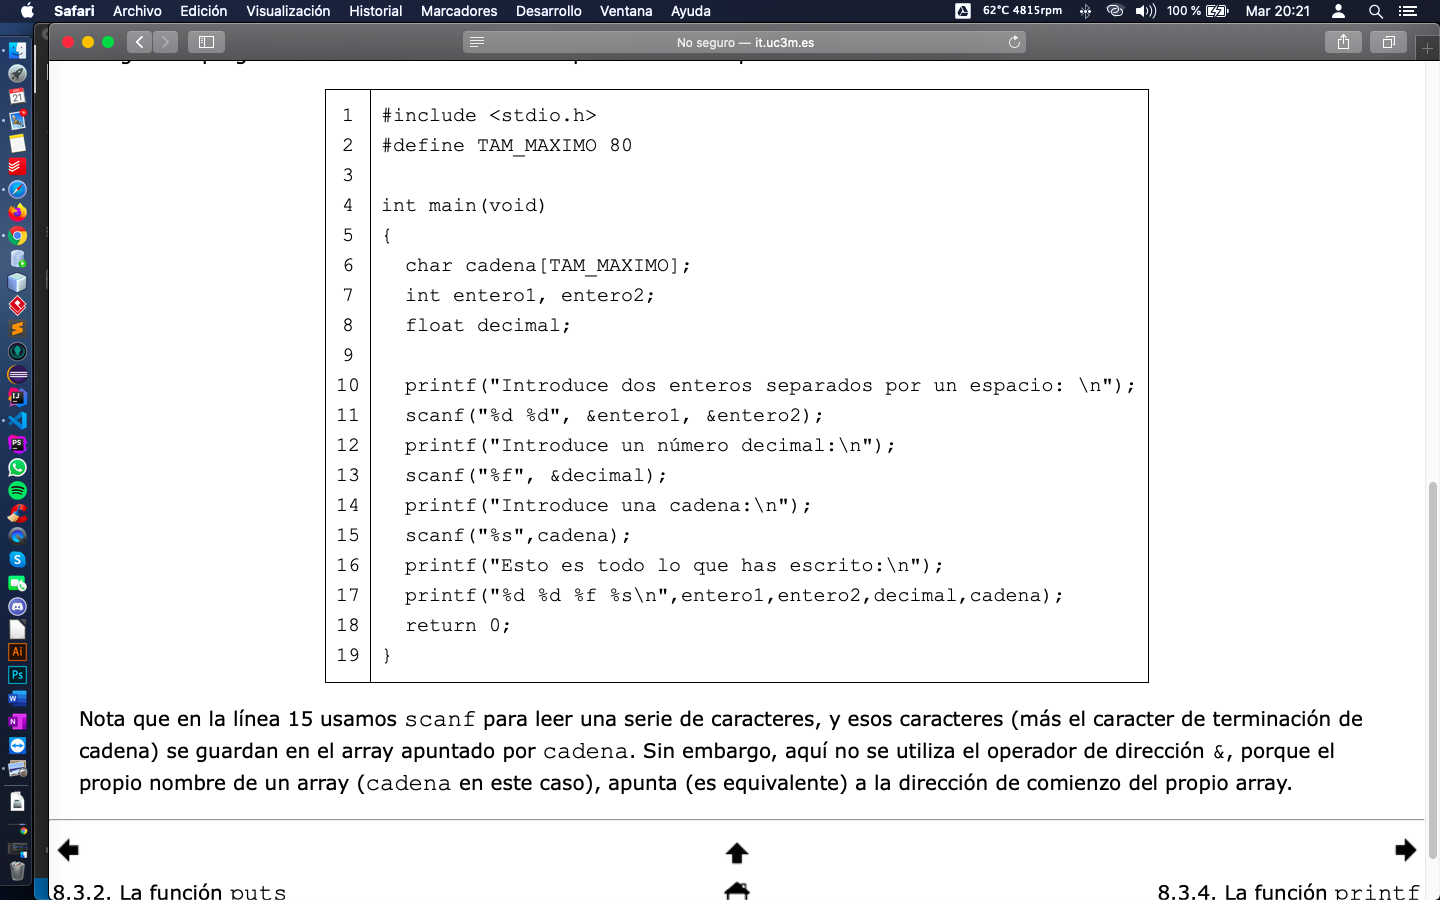 Safari Archivo Edición Visualización Historial Marcadores Desarrollo Ventana Ayuda 62°C 4815rpm 100 % Mar 20:21
No seguro — it.uc3m.es
1 #include <stdio.h>
2 #define TAM_MAXIMO 80
3
4 int main(void)
5 {
6 char cadena[TAM_MAXIMO];
7 int entero1, entero2;
8 float decimal;
9
10 printf("Introduce dos enteros separados por un espacio: \n");
11 scanf("%d %d", &entero1, &entero2);
12 printf("Introduce un número decimal:\n");
13 scanf("%f", &decimal);
14 printf("Introduce una cadena:\n");
15 scanf("%s",cadena);
16 printf("Esto es todo lo que has escrito:\n");
17 printf("%d %d %f %s\n",entero1,entero2,decimal,cadena);
18 return 0;
19 }
Nota que en la línea 15 usamos scanf para leer una serie de caracteres, y esos caracteres (más el caracter de terminación de
cadena) se guardan en el array apuntado por cadena. Sin embargo, aquí no se utiliza el operador de dirección &, porque el
propio nombre de un array (cadena en este caso), apunta (es equivalente) a la dirección de comienzo del propio array.
8.3.2. La función puts
8.3.4. La función printf
21
IJ
PS
Ai
Ps
W
N